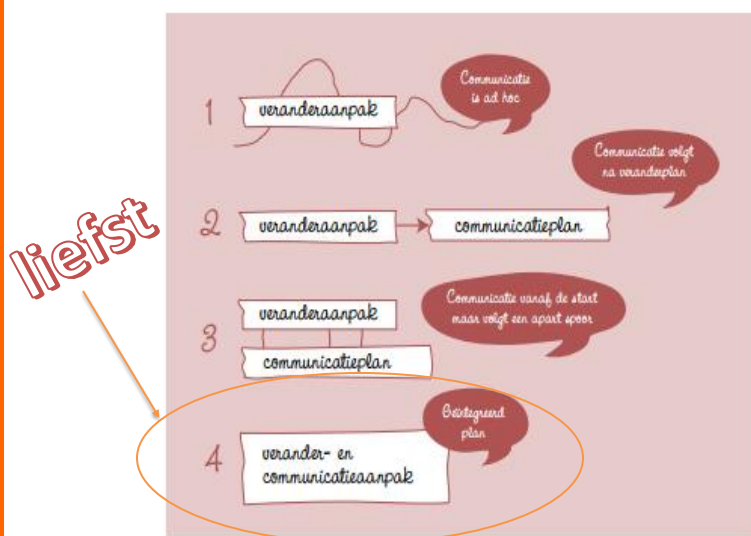 1
veranderaanpak
Communicatie
is ad hoc
Communicatie volgt
na veranderplan
liefst
2
veranderaanpak
communicatieplan
3
veranderaanpak
communicatieplan
Communicatie vanaf de start
maar volgt een apart spoor
4
verander- en
communicatieaanpak
Geïntegreerd
plan